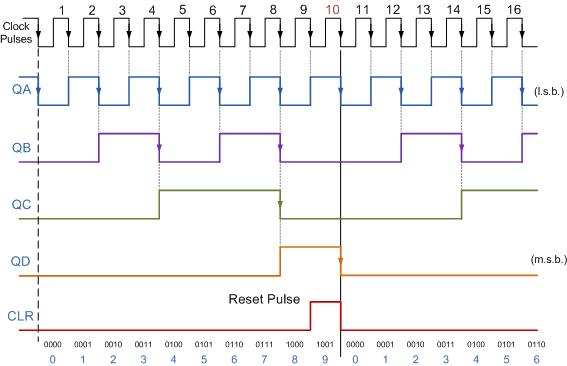 1 2 3 4 5 6 7 8 9 10 11 12 13 14 15 16
Clock
Pulses
QA
(l.s.b.)
QB
QC
QD
(m.s.b.)
Reset Pulse
CLR
0000 0001 0010 0011 0100 0101 0110 0111 1000 1001 0000 0001 0010 0011 0100 0101 0110
0 1 2 3 4 5 6 7 8 9 0 1 2 3 4 5 6